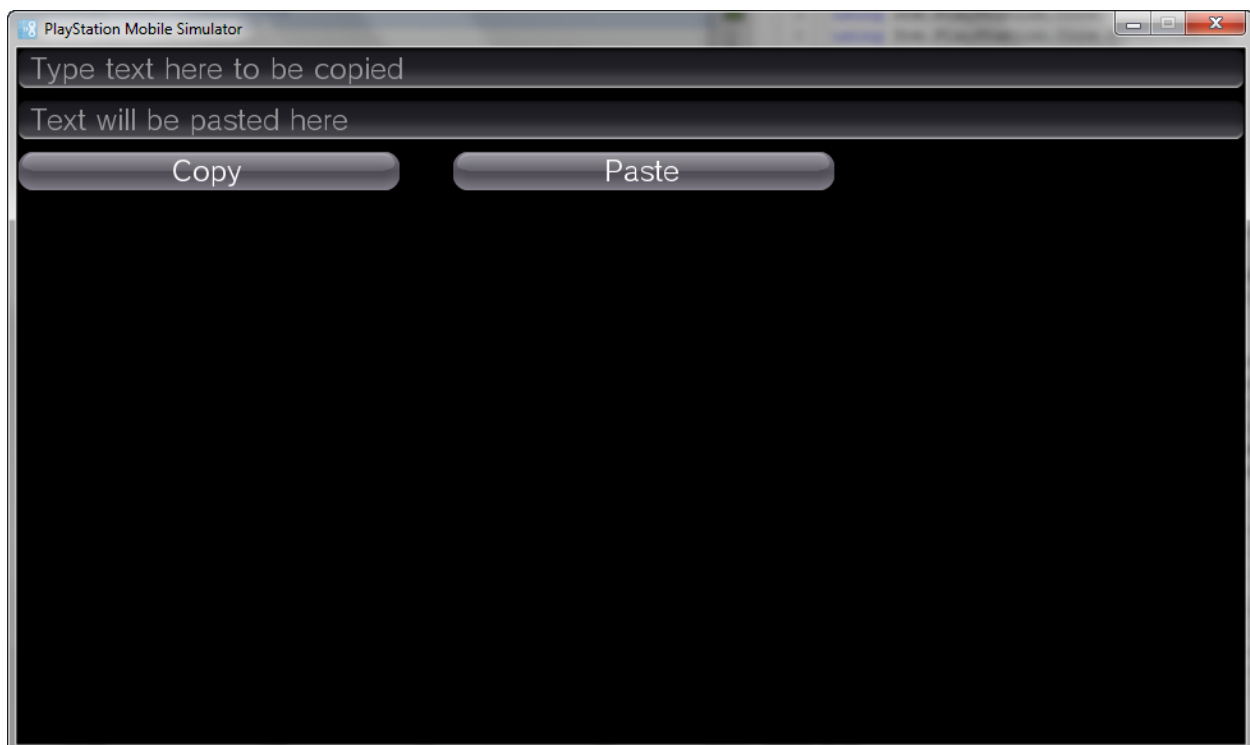 PlayStation Mobile Simulator
Type text here to be copied
Text will be pasted here
Copy Paste